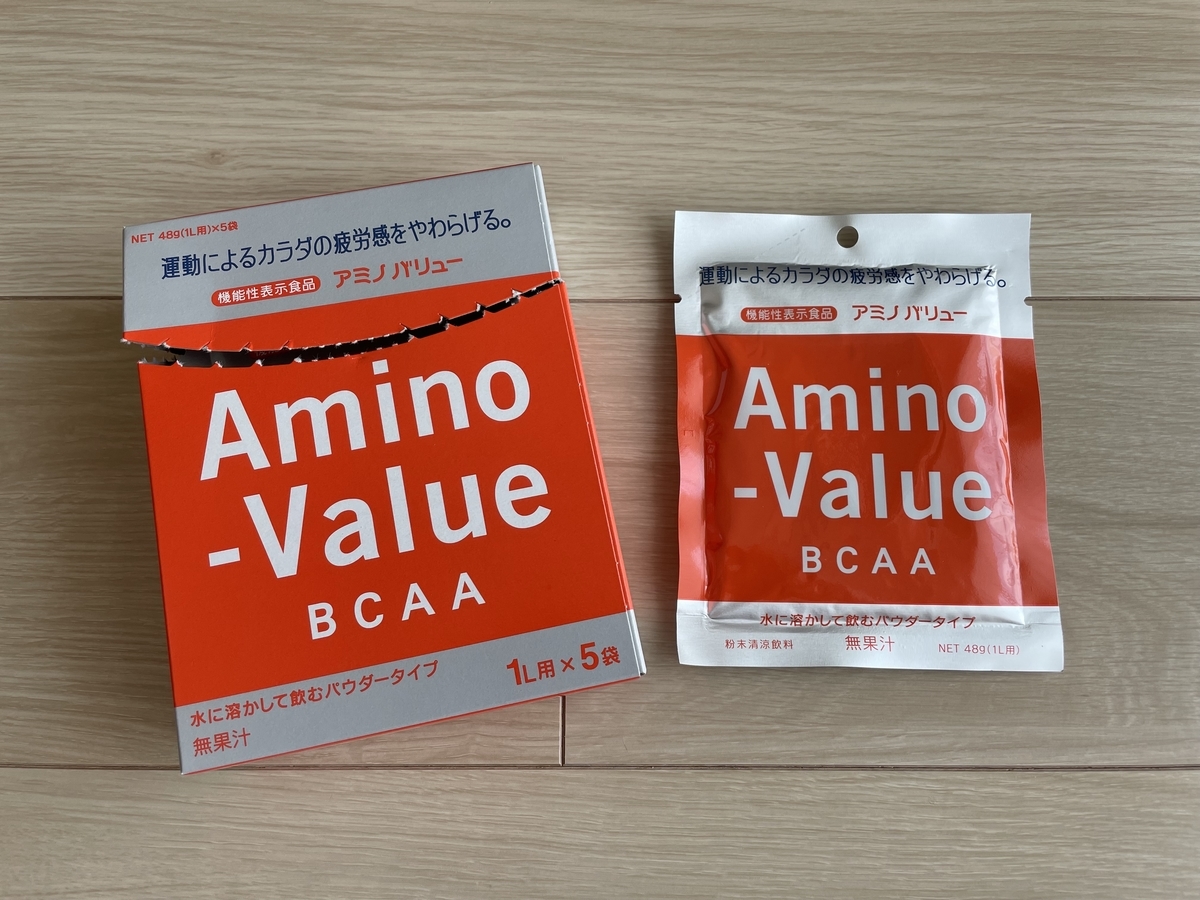 NET 48g(1L用)×5袋
運動によるカラダの疲労感をやわらげる。
機能性表示食品 アミノバリュー
Amino
-Value
BCAA
水に溶かして飲むパウダータイプ
1L用×5袋
無果汁
運動によるカラダの疲労感をやわらげる。
機能性表示食品 アミノバリュー
Amino
-Value
BCAA
水に溶かして飲むパウダータイプ
粉末清涼飲料 無果汁 NET 48g(1L用)